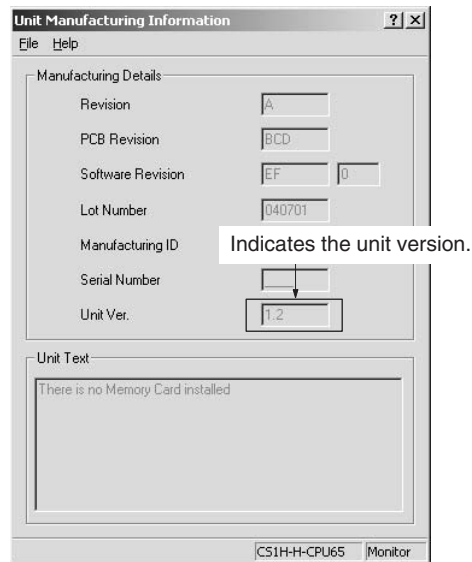 Unit Manufacturing Information
File Help
Manufacturing Details
Revision A
PCB Revision BCD
Software Revision EF 0
Lot Number 040701
Manufacturing ID
Indicates the unit version.
Serial Number
Unit Ver. 1.2
Unit Text
There is no Memory Card installed
CS1H-H-CPU65 Monitor